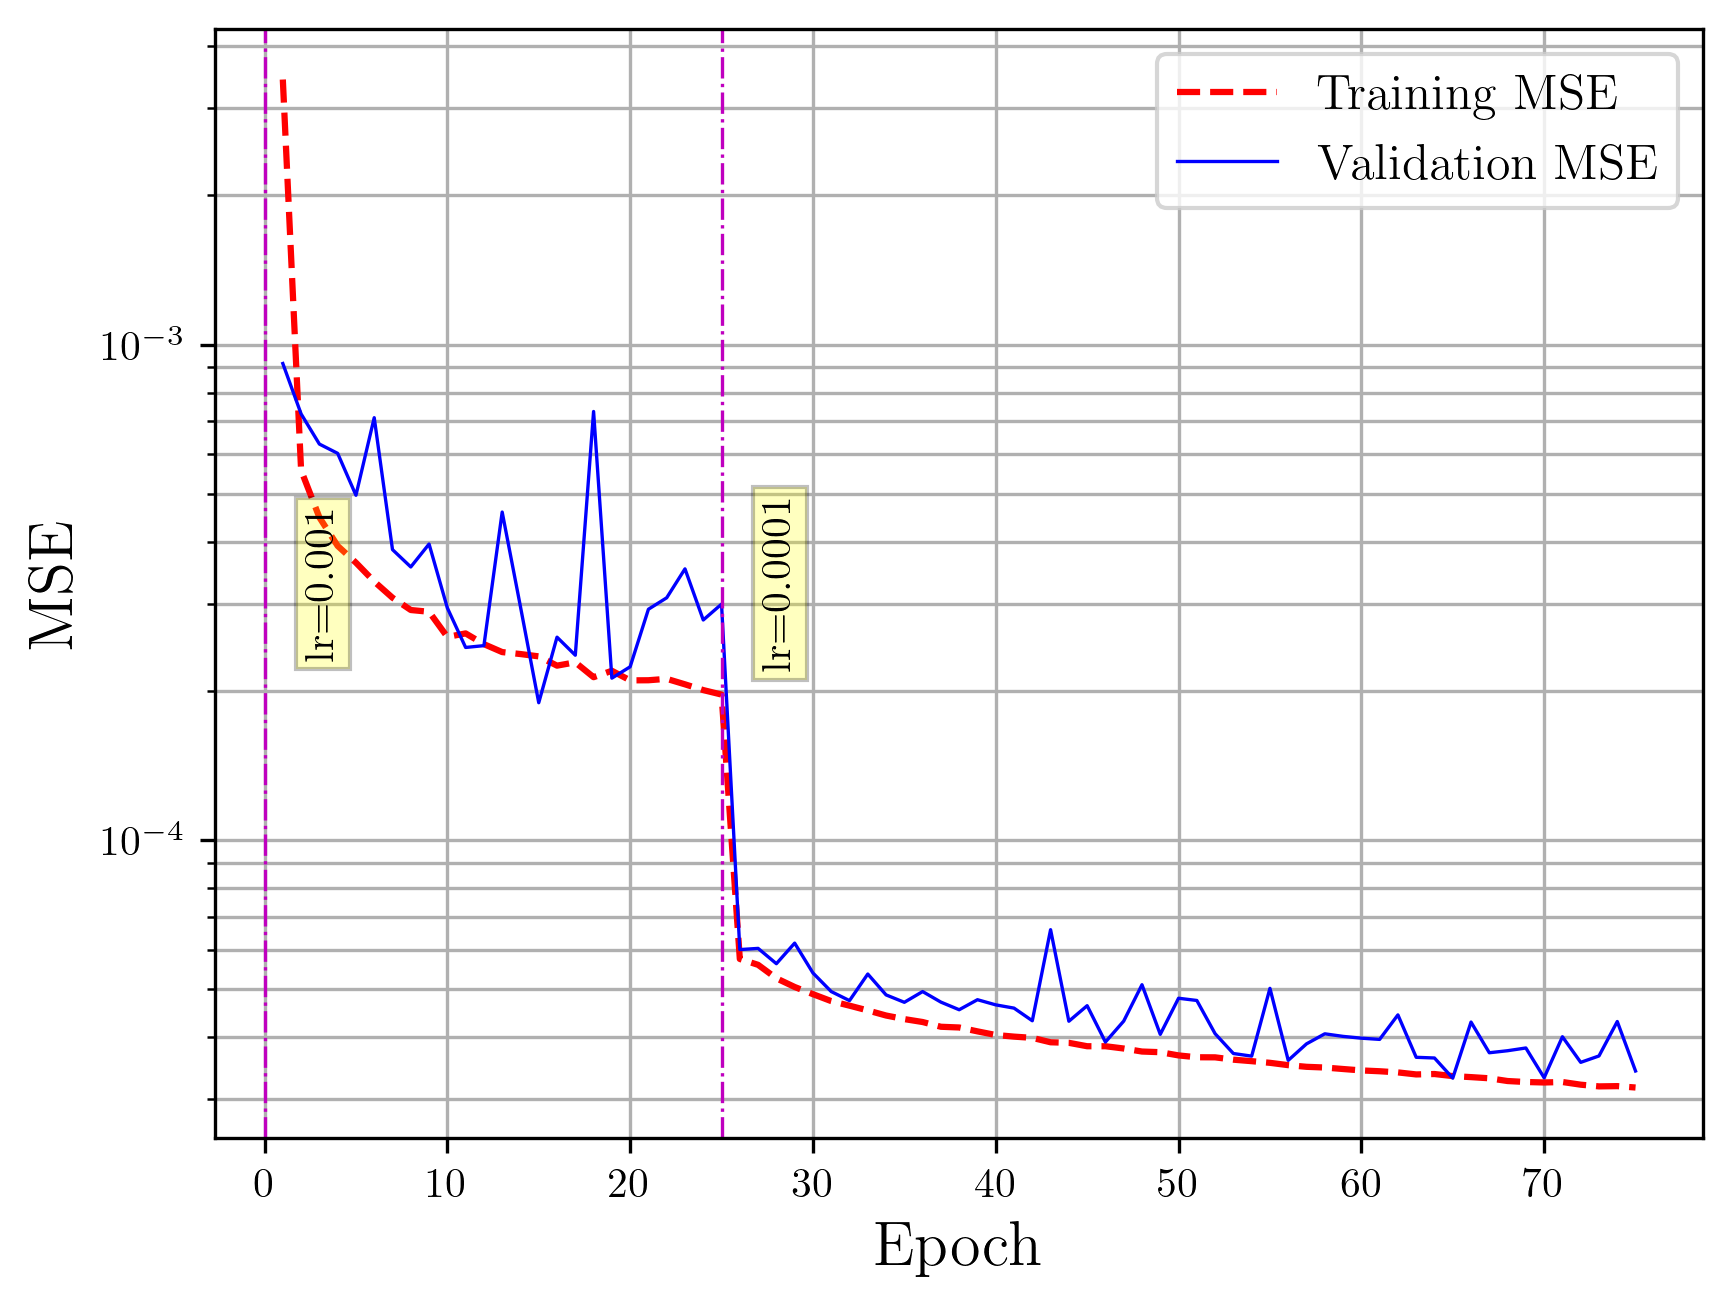 Training MSE
Validation MSE
MSE
10⁻³
10⁻⁴
lr=0.001
lr=0.0001
0 10 20 30 40 50 60 70
Epoch